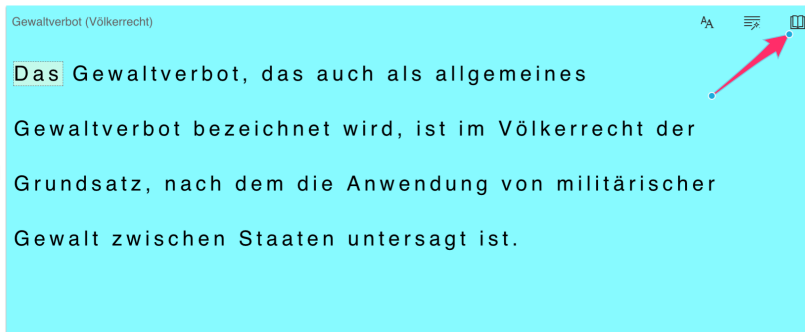 Gewaltverbot (Völkerrecht)
AA
Das Gewaltverbot, das auch als allgemeines
Gewaltverbot bezeichnet wird, ist im Völkerrecht der
Grundsatz, nach dem die Anwendung von militärischer
Gewalt zwischen Staaten untersagt ist.